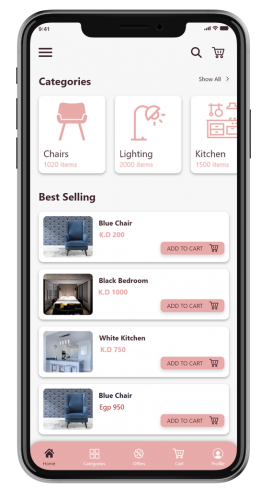 9:41
Categories
Show All >
Chairs
1020 items
Lighting
2000 items
Kitchen
1500 items
Best Selling
Blue Chair
K.D 200
ADD TO CART
Black Bedroom
K.D 1000
ADD TO CART
White Kitchen
K.D 750
ADD TO CART
Blue Chair
Egp 950
ADD TO CART
Home
Categories
Offers
Cart
Profile